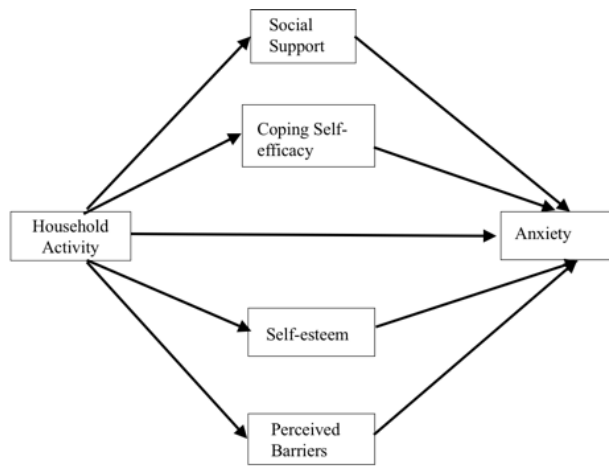 Social
Support
Coping Self-
efficacy
Household
Activity
Anxiety
Self-esteem
Perceived
Barriers